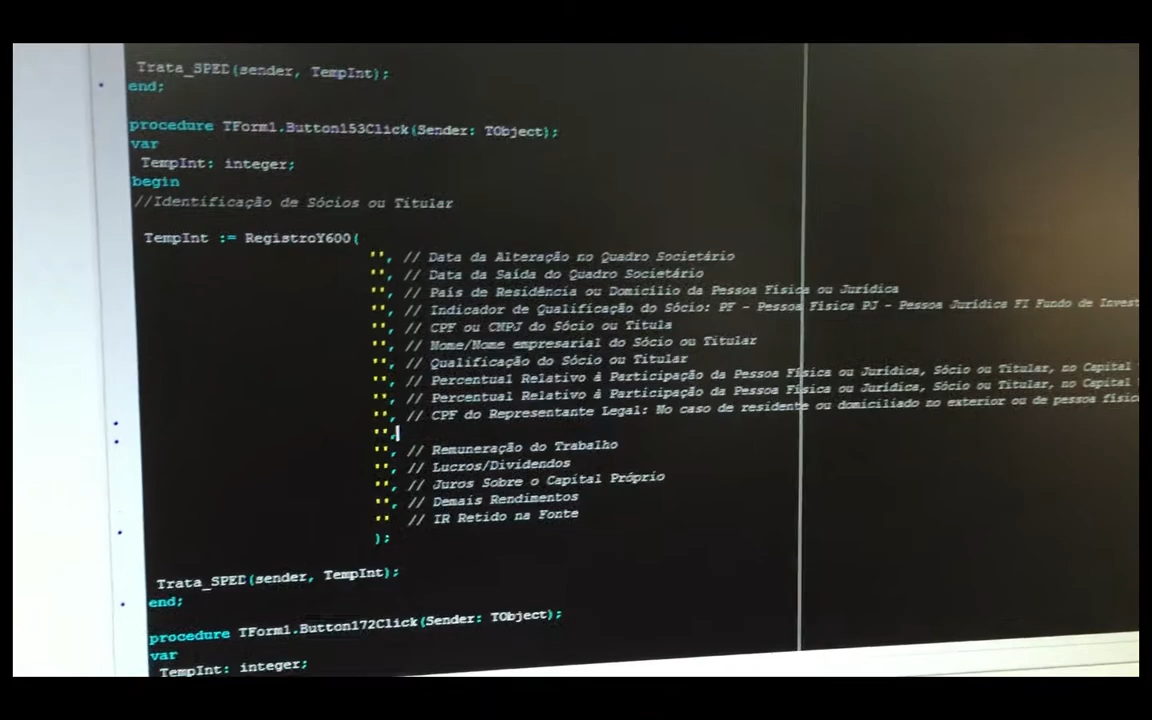 Trata_SPED(sender, TempInt);
end;
procedure TForm1.Button153Click(Sender: TObject);
var
TempInt: integer;
begin
//Identificação de Sócios ou Titular
TempInt := RegistroY600(
'', // Data da Alteração no Quadro Societário
'', // Data da Saída do Quadro Societário
'', // País de Residência ou Domicílio da Pessoa Física ou Jurídica
'', // Indicador de Qualificação do Sócio: PF - Pessoa Física PJ - Pessoa Jurídica FI Fundo de Invest
'', // CPF ou CNPJ do Sócio ou Titula
'', // Nome/Nome empresarial do Sócio ou Titular
'', // Qualificação do Sócio ou Titular
'', // Percentual Relativo à Participação da Pessoa Física ou Jurídica, Sócio ou Titular, no Capital
'', // Percentual Relativo à Participação da Pessoa Física ou Jurídica, Sócio ou Titular, no Capital
'', // CPF do Representante Legal: No caso de residente ou domiciliado no exterior ou de pessoa físic
'',
'', // Remuneração do Trabalho
'', // Lucros/Dividendos
'', // Juros Sobre o Capital Próprio
'', // Demais Rendimentos
'' // IR Retido na Fonte
);
Trata_SPED(sender, TempInt);
end;
procedure TForm1.Button172Click(Sender: TObject);
var
TempInt: integer;